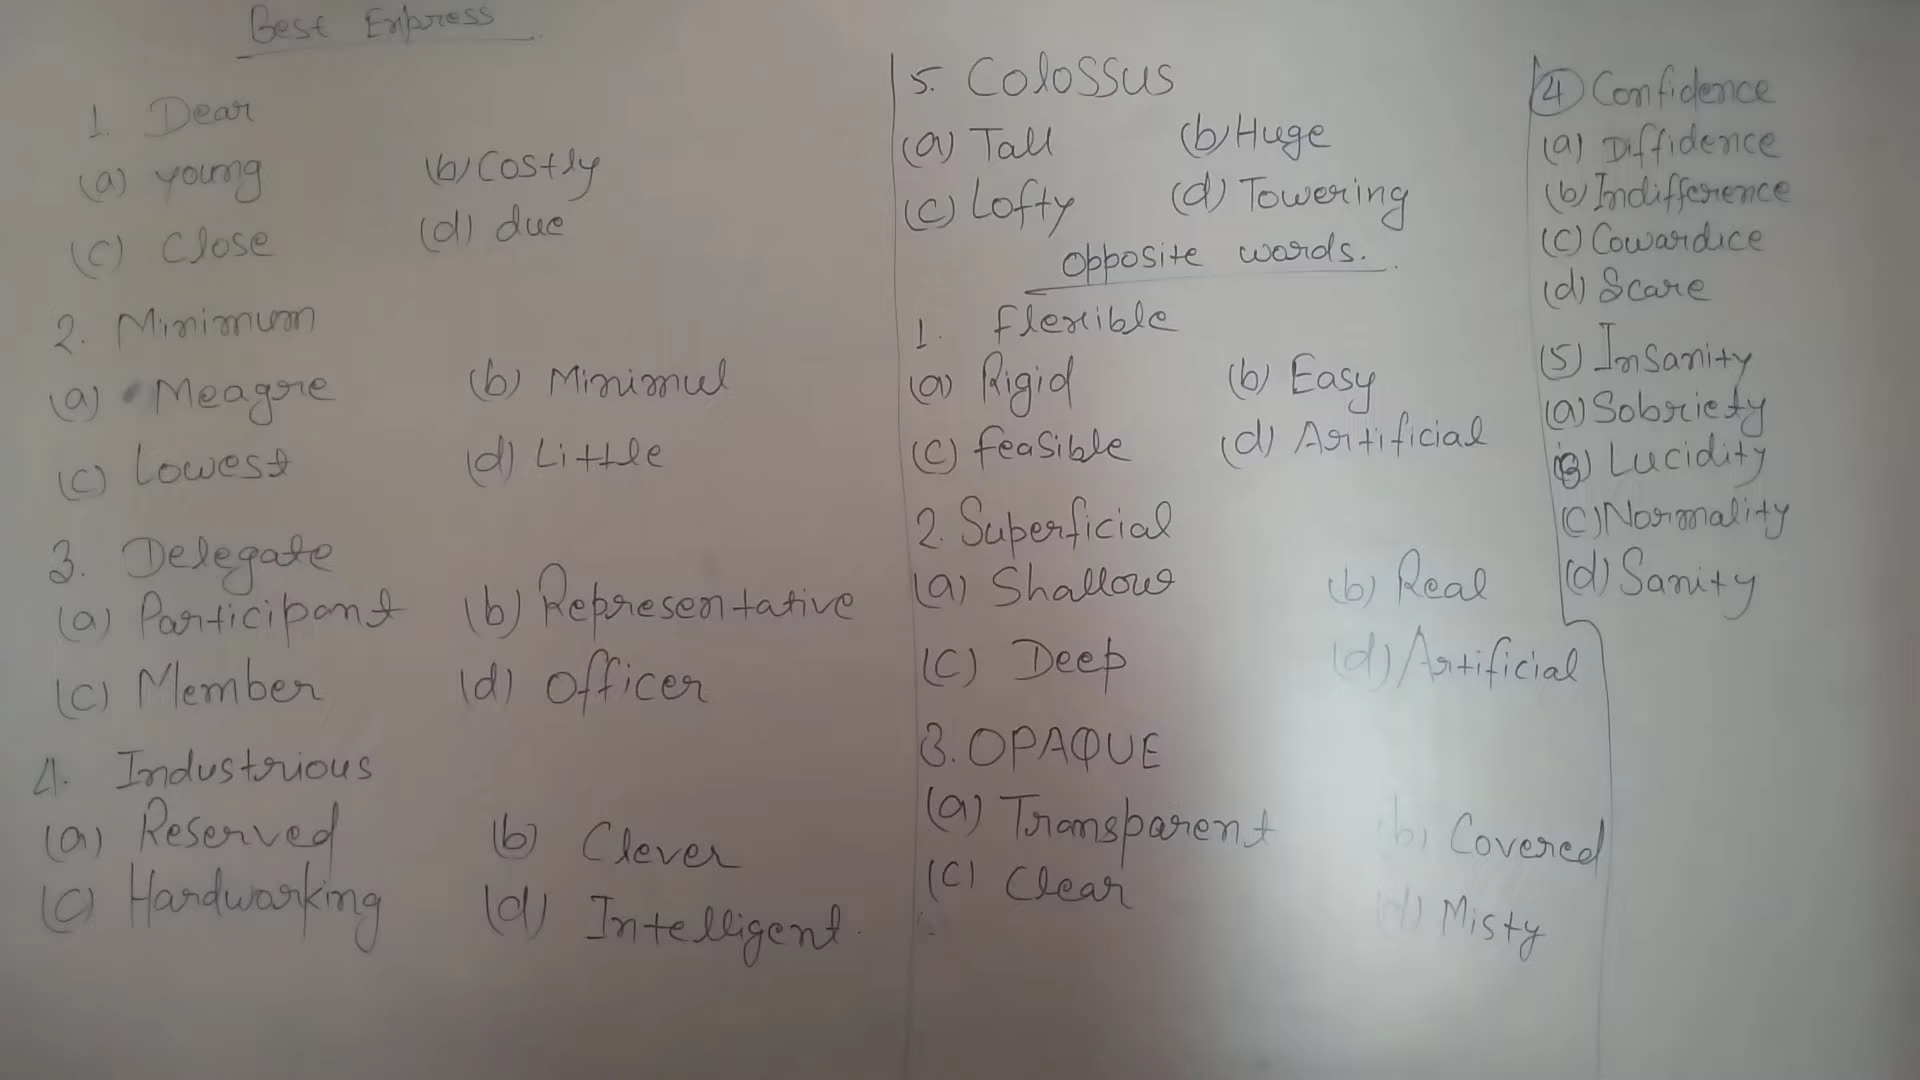 Best Express
1. Dear
(a) young (b) Costly
(c) Close (d) due
2. Minimum
(a) Meagre (b) Minimul
(c) Lowest (d) Little
3. Delegate
(a) Participant (b) Representative
(c) Member (d) Officer
4. Industrious
(a) Reserved (b) Clever
(c) Hardwarking (d) Intelligent.
5. Colossus
(a) Tall (b) Huge
(c) Lofty (d) Towering
Opposite words.
1. Flexible
(a) Rigid (b) Easy
(c) feasible (d) Artificial
2. Superficial
(a) Shallow (b) Real
(c) Deep (d) Artificial
3. OPAQUE
(a) Transparent (b) Covered
(c) Clear (d) Misty
(4) Confidence
(a) Diffidence
(b) Indifference
(c) Cowardice
(d) Scare
(5) Insanity
(a) Sobriety
(B) Lucidity
(c) Normality
(d) Sanity